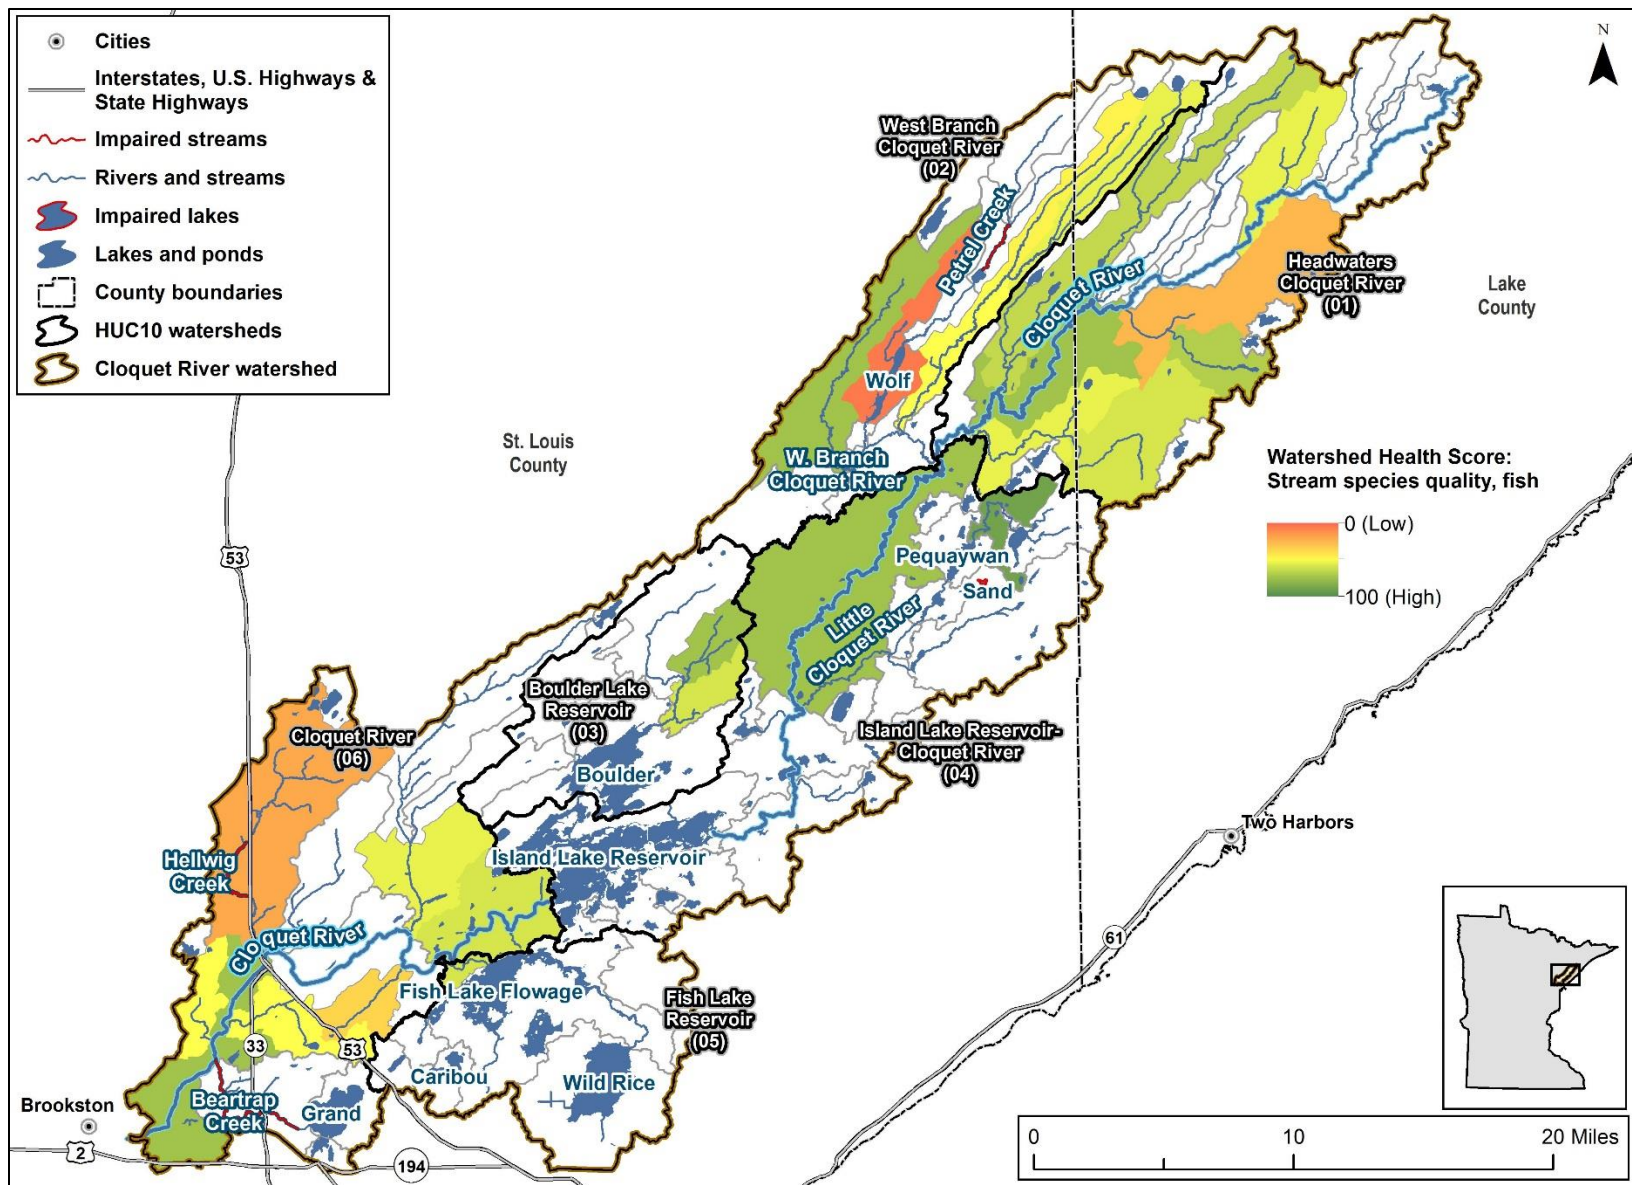 Cities
Interstates, U.S. Highways &
State Highways
Impaired streams
Rivers and streams
Impaired lakes
Lakes and ponds
County boundaries
HUC10 watersheds
Cloquet River watershed
N
West Branch
Cloquet River
(02)
Petrel Creek
Cloquet River
Headwaters
Cloquet River
(01)
Lake
County
Wolf
St. Louis
County
W. Branch
Cloquet River
Watershed Health Score:
Stream species quality, fish
0 (Low)
100 (High)
53
Pequaywan
Sand
Little
Cloquet River
Boulder Lake
Reservoir
(03)
Island Lake Reservoir-
Cloquet River
(04)
Cloquet River
(06)
Boulder
Two Harbors
Island Lake Reservoir
Hellwig
Creek
Cloquet River
61
Fish Lake Flowage
Fish Lake
Reservoir
(05)
33
53
Caribou
Wild Rice
Brookston
Beartrap
Creek
Grand
2
194
0
10
20 Miles